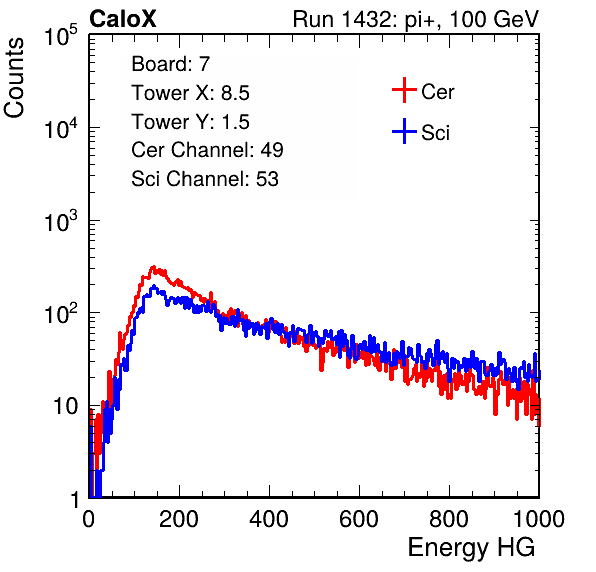 CaloX Run 1432: pi+, 100 GeV
Counts
10^5
10^4
10^3
10^2
10
1
Board: 7
Tower X: 8.5
Tower Y: 1.5
Cer Channel: 49
Sci Channel: 53
Cer
Sci
0 200 400 600 800 1000
Energy HG